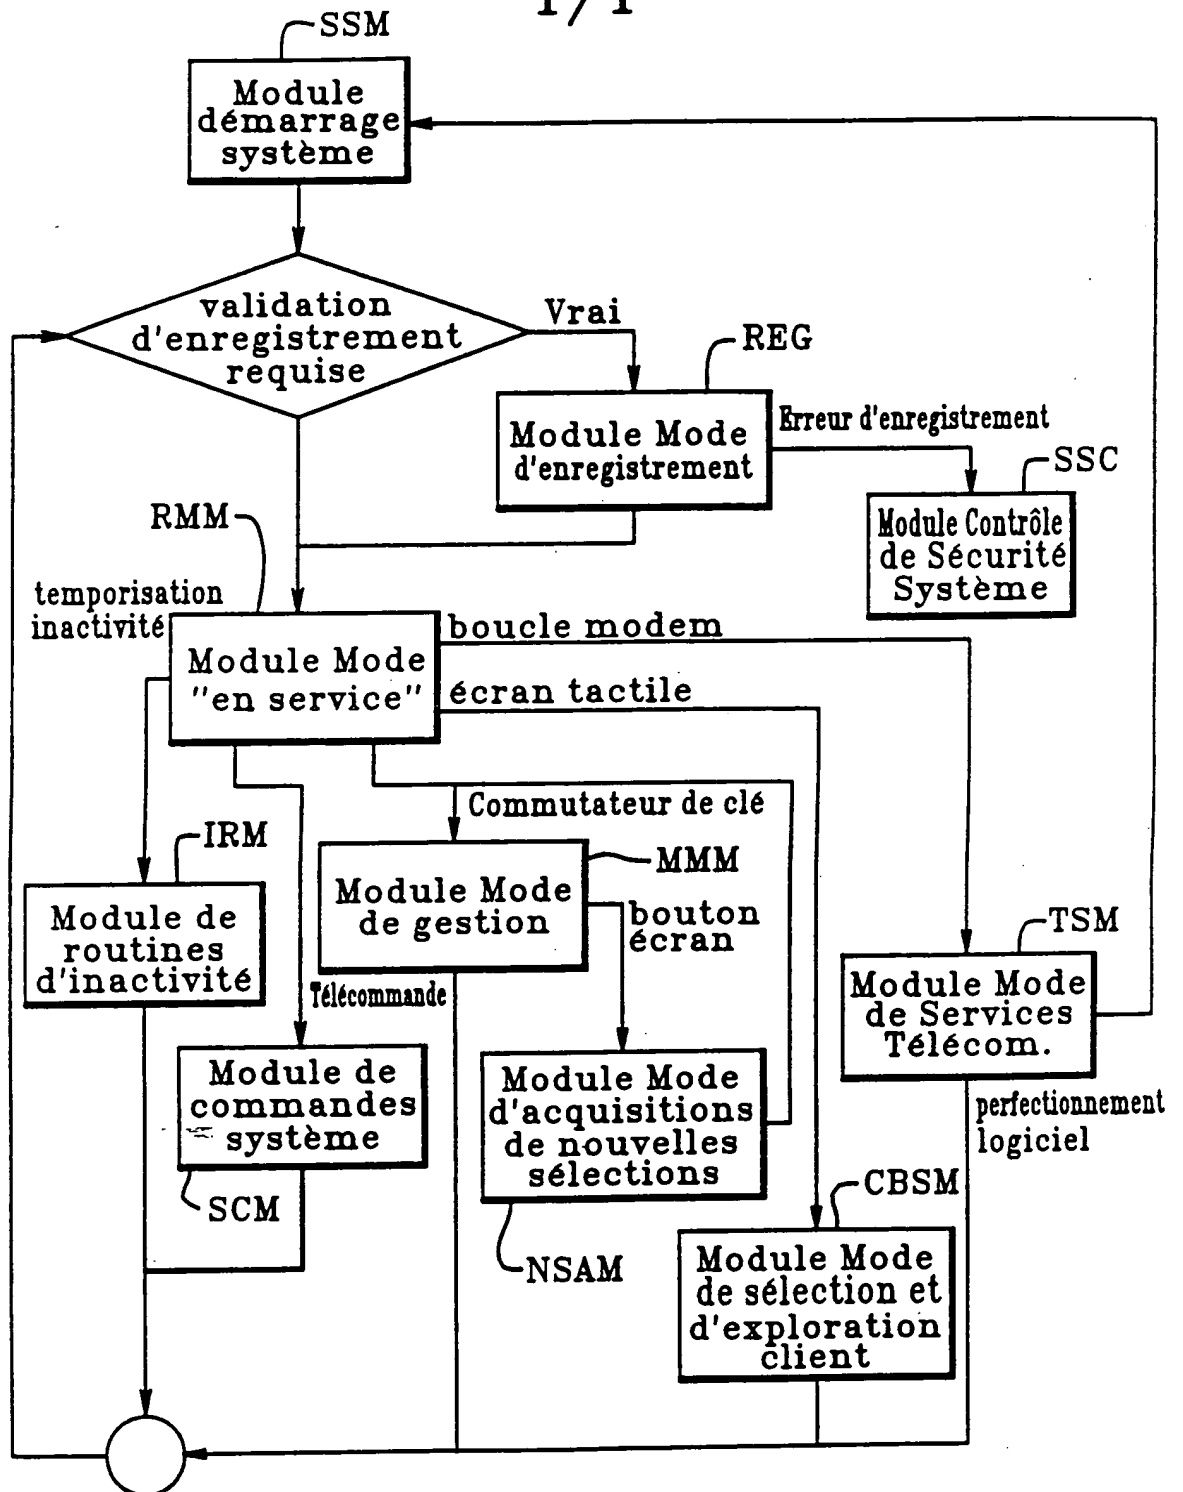 1/1
SSM
Module
démarrage
système
validation
d'enregistrement
requise
Vrai
REG
Module Mode
d'enregistrement
Erreur d'enregistrement
SSC
Module Contrôle
de Sécurité
Système
RMM
temporisation
inactivité
Module Mode
"en service"
boucle modem
écran tactile
Commutateur de clé
IRM
Module de
routines
d'inactivité
MMM
Module Mode
de gestion
bouton
écran
Télécommande
TSM
Module Mode
de Services
Télécom.
perfectionnement
logiciel
Module de
commandes
système
SCM
Module Mode
d'acquisitions
de nouvelles
sélections
NSAM
CBSM
Module Mode
de sélection et
d'exploration
client